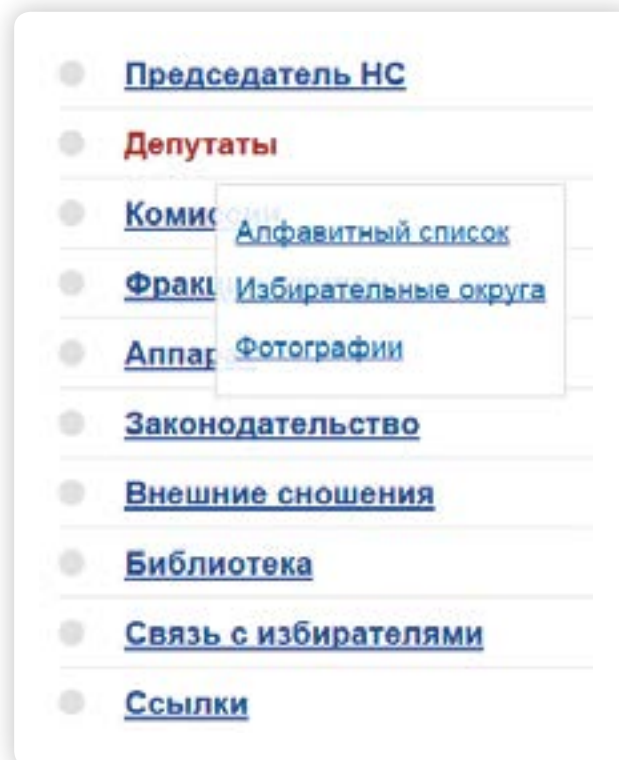 Председатель НС
Депутаты
Алфавитный список
Избирательные округа
Фотографии
Законодательство
Внешние сношения
Библиотека
Связь с избирателями
Ссылки